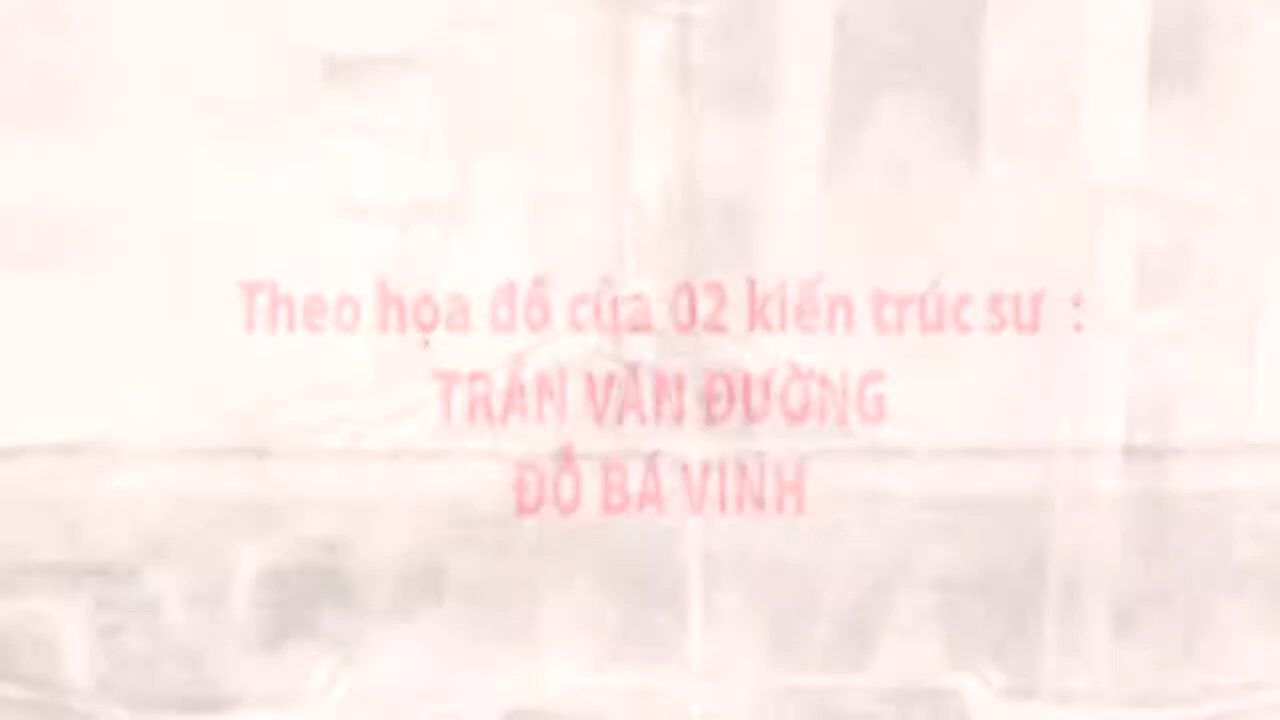 Theo họa đồ của 02 kiến trúc sư :
TRẦN VĂN ĐƯỜNG
ĐỖ BÁ VINH